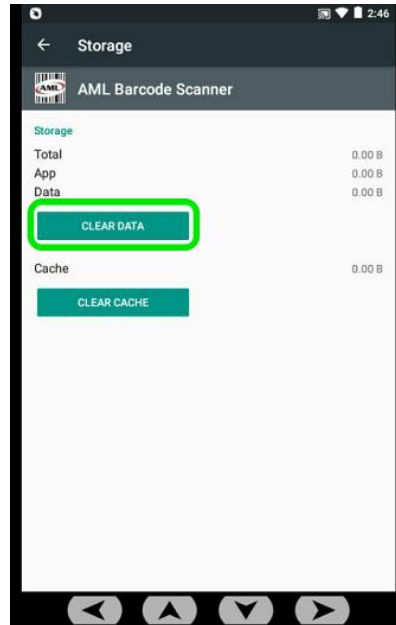 2:46
Storage
AML
AML Barcode Scanner
Storage
Total 0.00 B
App 0.00 B
Data 0.00 B
CLEAR DATA
Cache 0.00 B
CLEAR CACHE